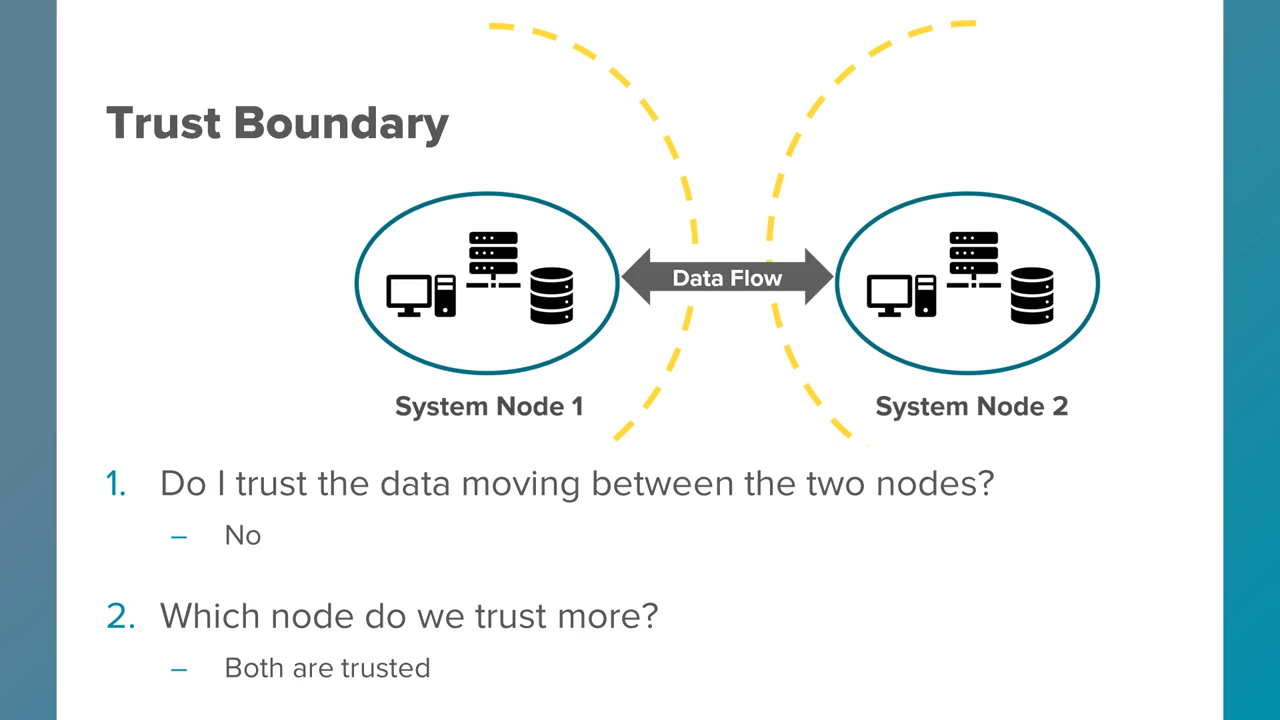 Trust Boundary
Data Flow
System Node 1
System Node 2
1. Do I trust the data moving between the two nodes?
– No
2. Which node do we trust more?
– Both are trusted